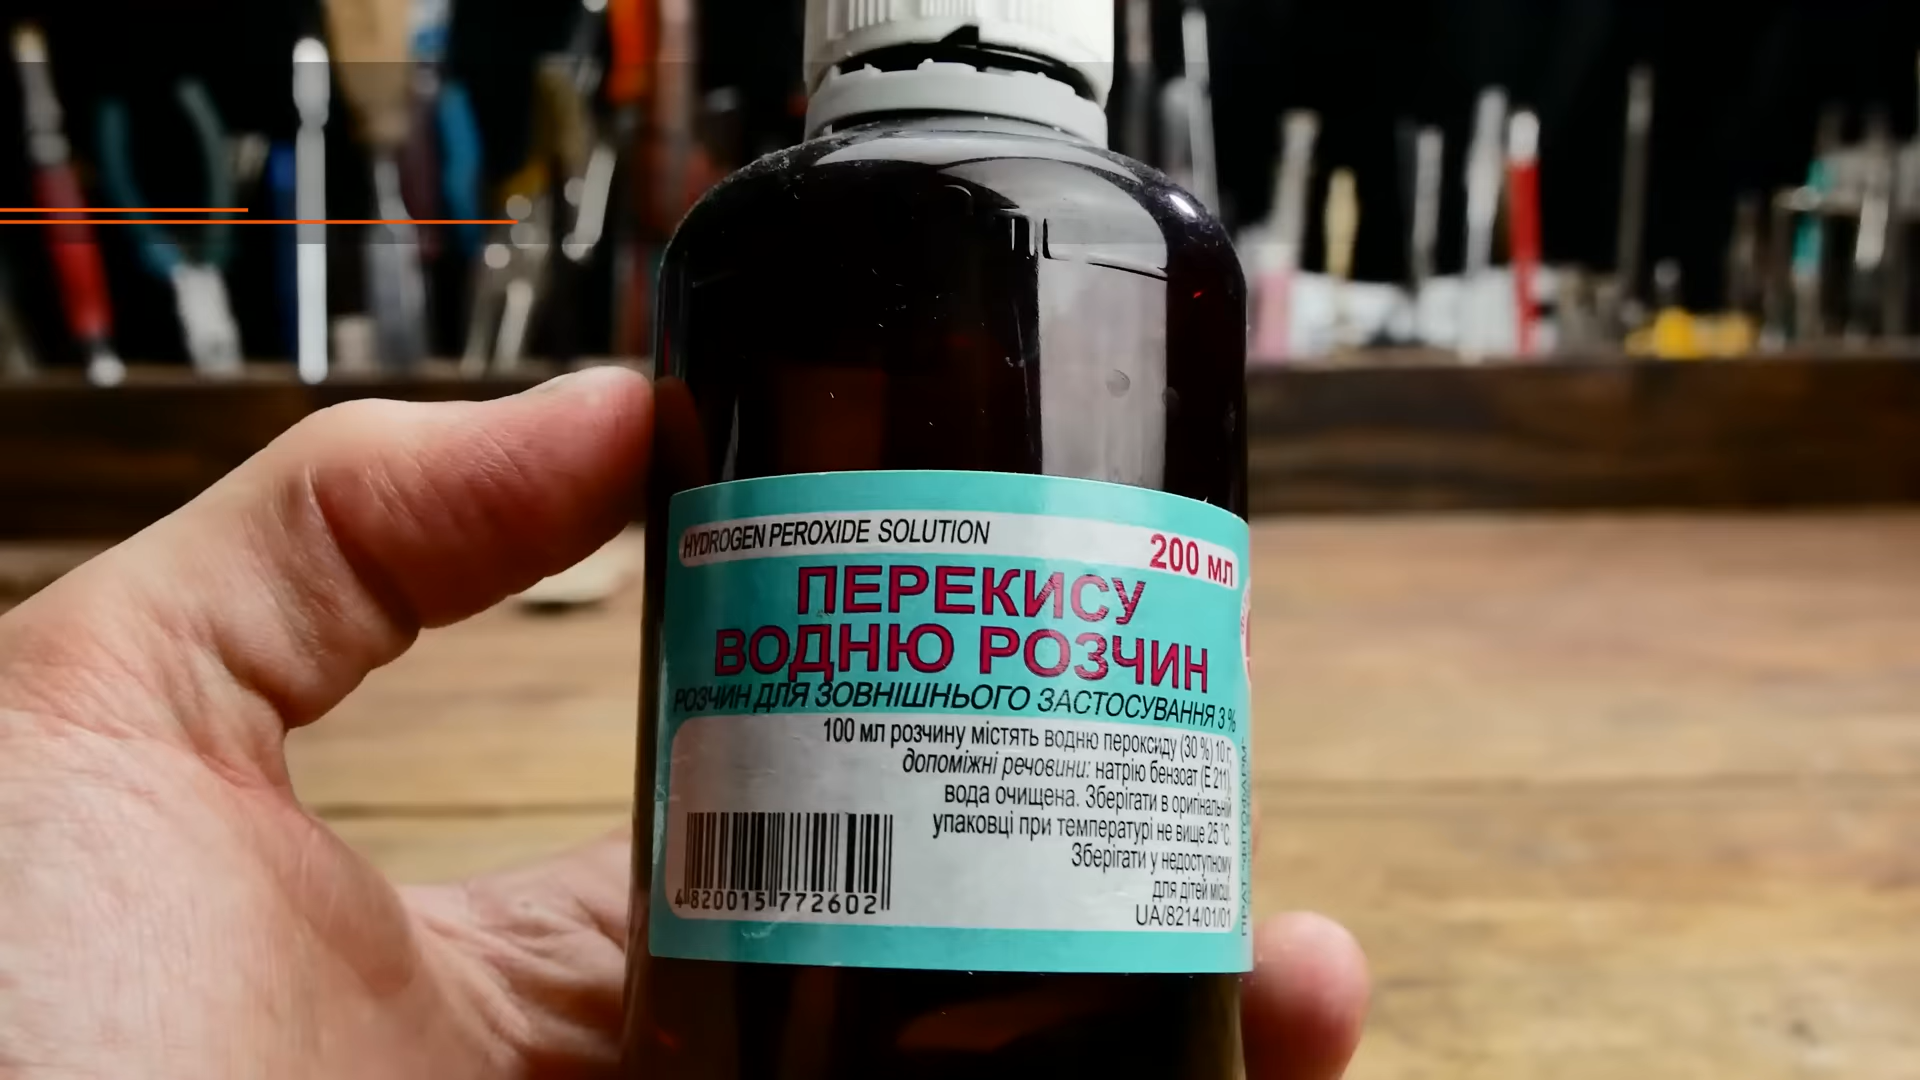 HYDROGEN PEROXIDE SOLUTION
200 мл
ПЕРЕКИСУ
ВОДНЮ РОЗЧИН
РОЗЧИН ДЛЯ ЗОВНІШНЬОГО ЗАСТОСУВАННЯ 3 %
100 мл розчину містять водню пероксиду (30 %) 10 г,
допоміжні речовини: натрію бензоат (Е 211),
вода очищена. Зберігати в оригінальній
упаковці при температурі не вище 25 °C.
Зберігати у недоступному
для дітей місці.
UA/8214/01/01
4 820015 772602
ПРАТ «ФІТОФАРМ»